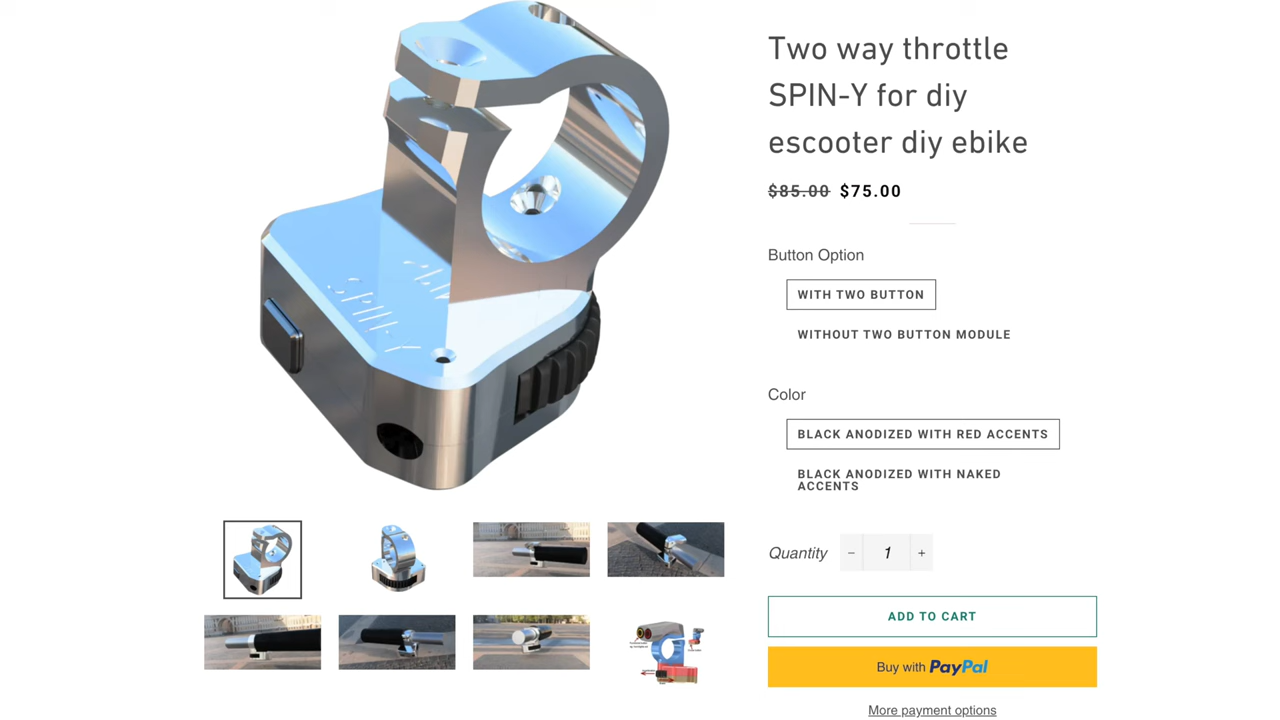 Two way throttle
SPIN-Y for diy
escooter diy ebike
$85.00 $75.00
Button Option
WITH TWO BUTTON
WITHOUT TWO BUTTON MODULE
Color
BLACK ANODIZED WITH RED ACCENTS
BLACK ANODIZED WITH NAKED
ACCENTS
Quantity − 1 +
ADD TO CART
Buy with PayPal
More payment options
SPIN-Y